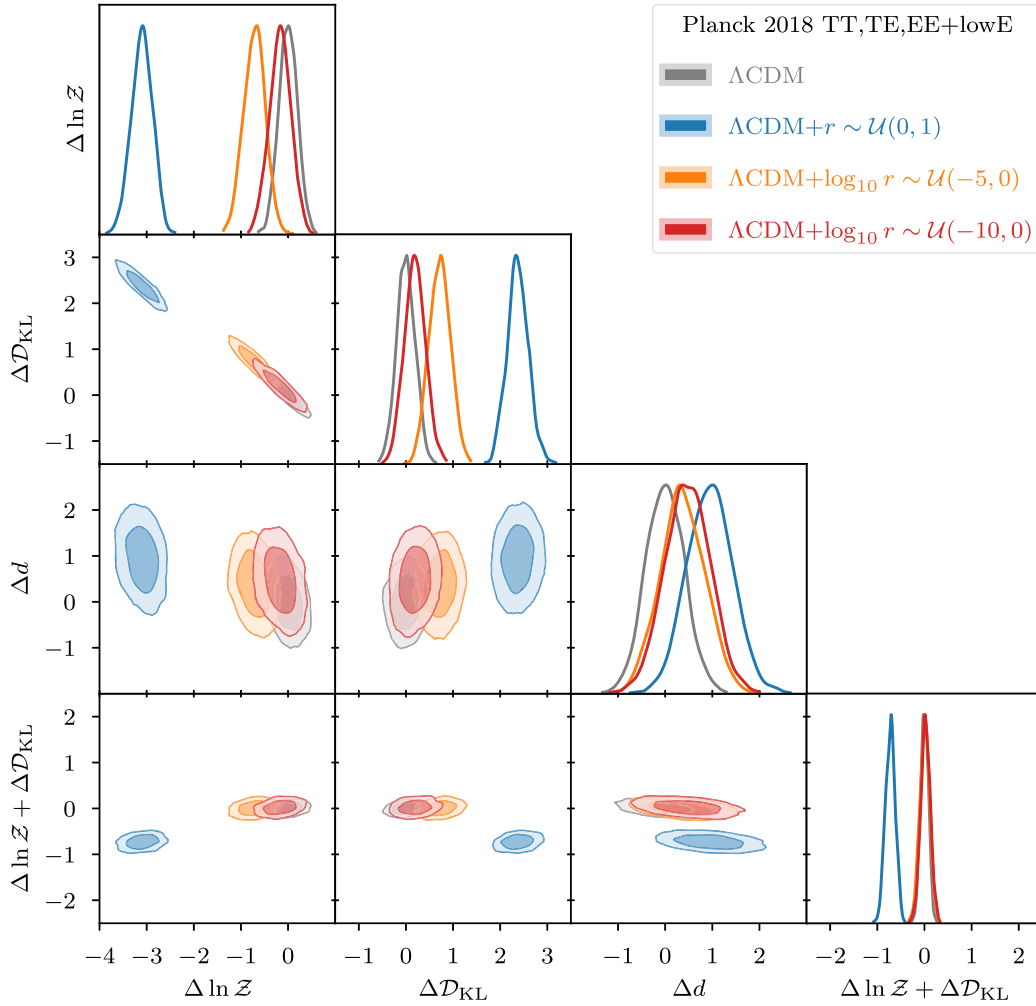 Planck 2018 TT,TE,EE+lowE
ΛCDM
ΛCDM+r ∼ 𝒰(0, 1)
ΛCDM+log₁₀ r ∼ 𝒰(−5, 0)
ΛCDM+log₁₀ r ∼ 𝒰(−10, 0)
Δ ln 𝒵
Δ𝒟_KL
3
2
1
0
−1
Δd
2
1
0
−1
Δ ln 𝒵 + Δ𝒟_KL
2
1
0
−1
−2
−4 −3 −2 −1 0
−1 0 1 2 3
−1 0 1 2
−2 −1 0 1 2
Δ ln 𝒵
Δ𝒟_KL
Δd
Δ ln 𝒵 + Δ𝒟_KL